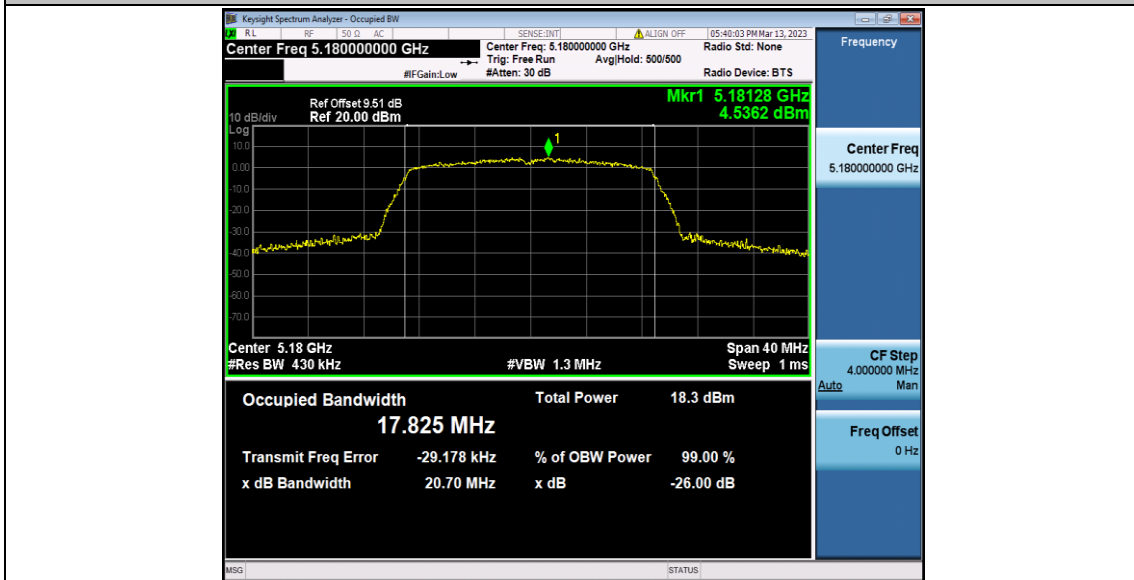 Keysight Spectrum Analyzer - Occupied BW
RL RF 50 Ω AC SENSE:INT ALIGN OFF 05:40:03 PM Mar 13, 2023
Center Freq 5.180000000 GHz
Center Freq: 5.180000000 GHz
Radio Std: None
Trig: Free Run Avg|Hold: 500/500
#IFGain:Low #Atten: 30 dB Radio Device: BTS
Frequency
Mkr1 5.18128 GHz
4.5362 dBm
Ref Offset 9.51 dB
10 dB/div Ref 20.00 dBm
Log
10.0
0.00
-10.0
-20.0
-30.0
-40.0
-50.0
-60.0
-70.0
1
Center 5.18 GHz Span 40 MHz
#Res BW 430 kHz #VBW 1.3 MHz Sweep 1 ms
Occupied Bandwidth Total Power 18.3 dBm
17.825 MHz
Transmit Freq Error -29.178 kHz % of OBW Power 99.00 %
x dB Bandwidth 20.70 MHz x dB -26.00 dB
Center Freq
5.180000000 GHz
CF Step
4.000000 MHz
Auto Man
Freq Offset
0 Hz
MSG STATUS